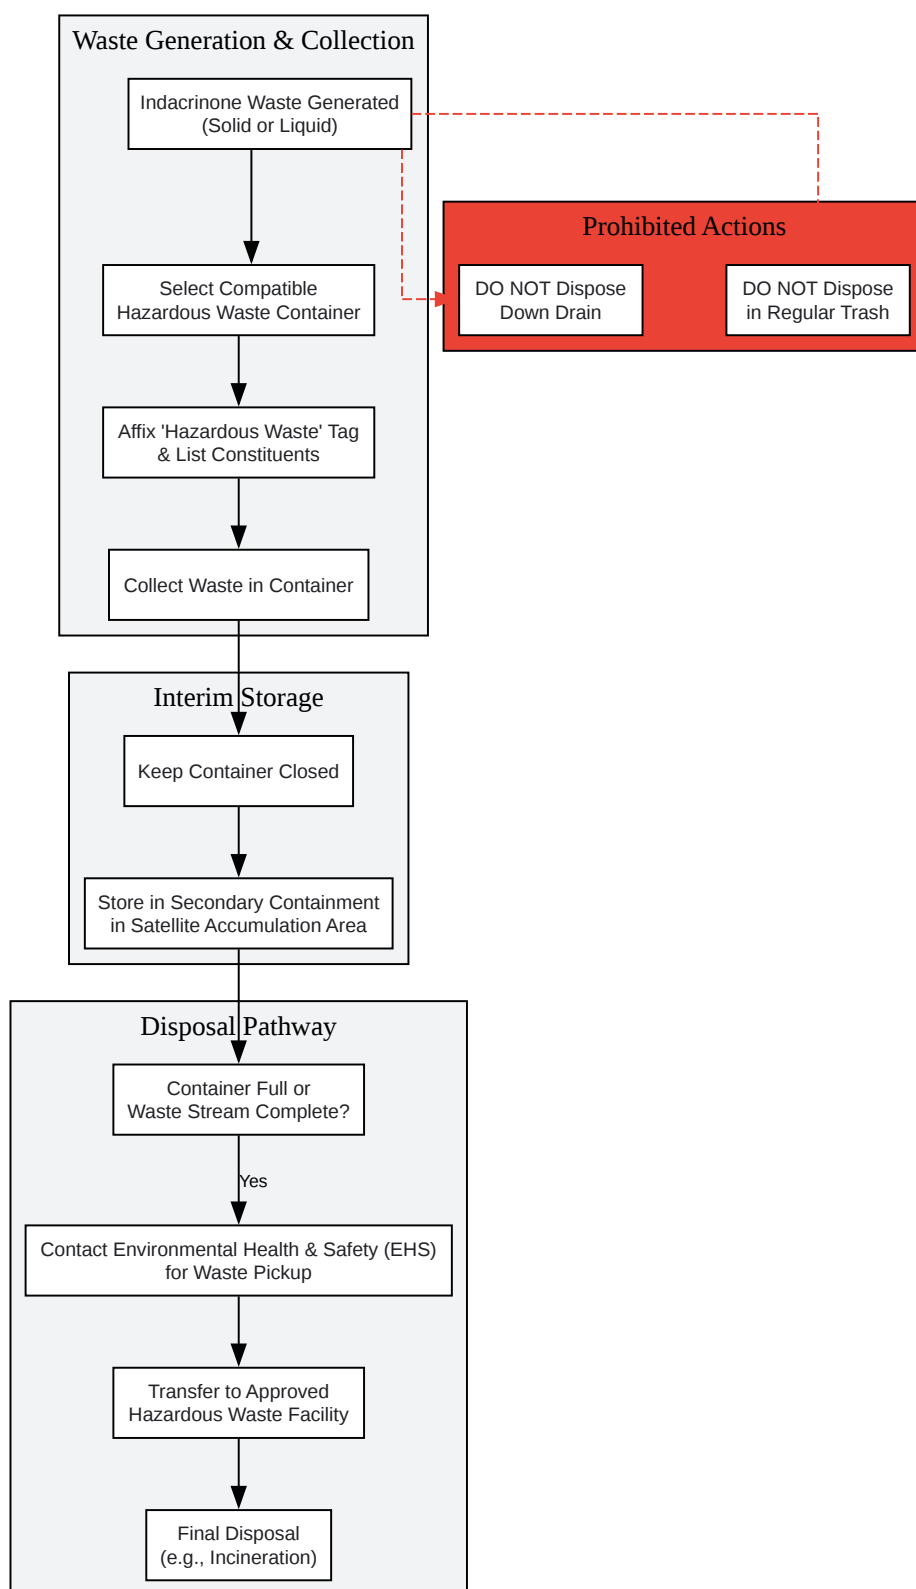 Waste Generation & Collection
Indacrinone Waste Generated
(Solid or Liquid)
Prohibited Actions
Select Compatible
Hazardous Waste Container
DO NOT Dispose
Down Drain
DO NOT Dispose
in Regular Trash
Affix 'Hazardous Waste' Tag
& List Constituents
Collect Waste in Container
Interim Storage
Keep Container Closed
Store in Secondary Containment
in Satellite Accumulation Area
Disposal Pathway
Container Full or
Waste Stream Complete?
Yes
Contact Environmental Health & Safety (EHS)
for Waste Pickup
Transfer to Approved
Hazardous Waste Facility
Final Disposal
(e.g., Incineration)